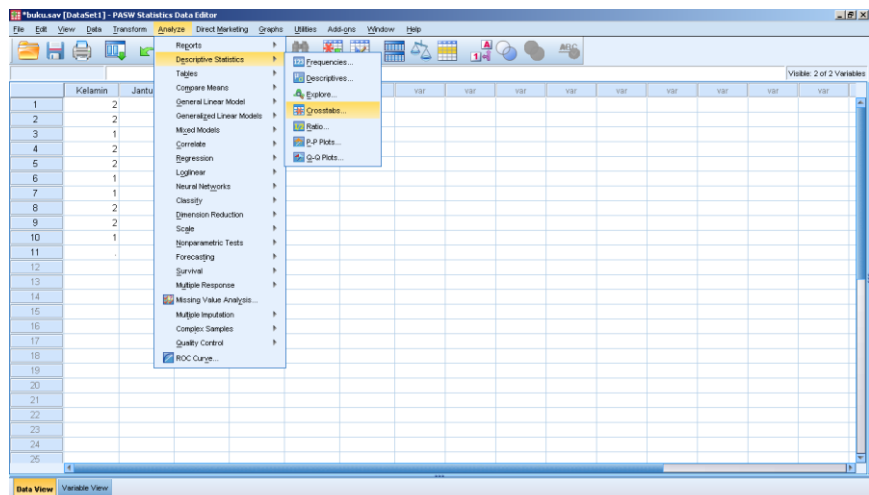 *buku.sav [DataSet1] - PASW Statistics Data Editor
File Edit View Data Transform Analyze Direct Marketing Graphs Utilities Add-ons Window Help
Visible: 2 of 2 Variables
Kelamin Jantu var var var var var var var var
1 2
2 2
3 1
4 2
5 2
6 1
7 1
8 2
9 2
10 1
11 .
12
13
14
15
16
17
18
19
20
21
22
23
24
25
Reports
Descriptive Statistics
Tables
Compare Means
General Linear Model
Generalized Linear Models
Mixed Models
Correlate
Regression
Loglinear
Neural Networks
Classify
Dimension Reduction
Scale
Nonparametric Tests
Forecasting
Survival
Multiple Response
Missing Value Analysis...
Multiple Imputation
Complex Samples
Quality Control
ROC Curve...
Frequencies...
Descriptives...
Explore...
Crosstabs...
Ratio...
P-P Plots...
Q-Q Plots...
Data View Variable View